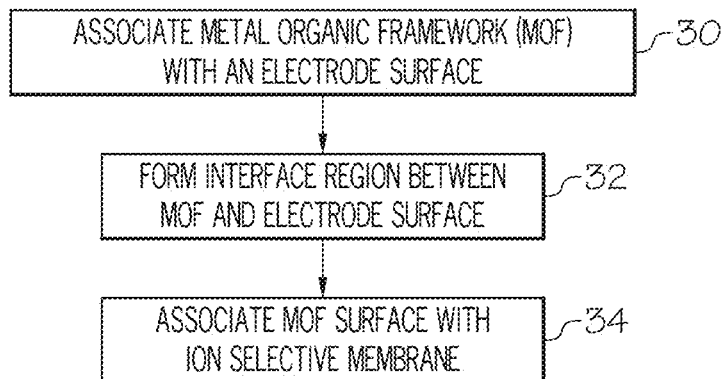 ASSOCIATE METAL ORGANIC FRAMEWORK (MOF)
WITH AN ELECTRODE SURFACE
30
FORM INTERFACE REGION BETWEEN
MOF AND ELECTRODE SURFACE
32
ASSOCIATE MOF SURFACE WITH
ION SELECTIVE MEMBRANE
34